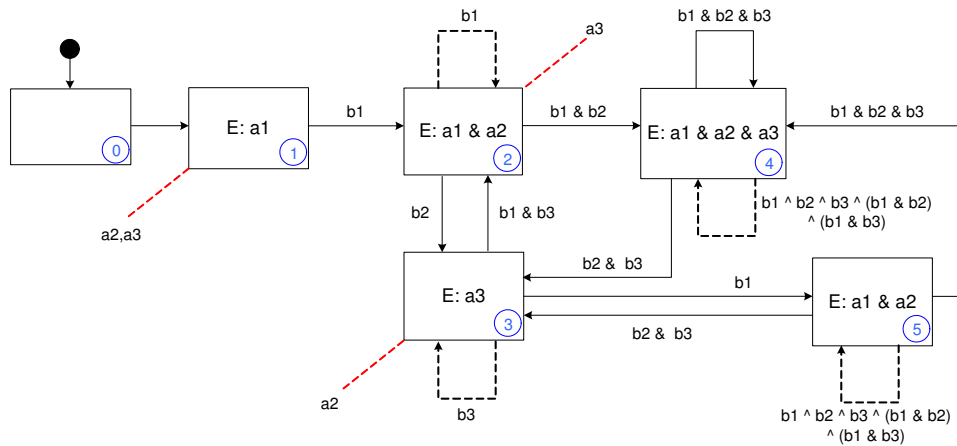 b1
a3
b1 & b2 & b3
E: a1
b1
E: a1 & a2
b1 & b2
E: a1 & a2 & a3
b1 & b2 & b3
0
1
2
4
a2,a3
b2
b1 & b3
b1 ^ b2 ^ b3 ^ (b1 & b2)
^ (b1 & b3)
b2 & b3
E: a3
b1
E: a1 & a2
3
5
b2 & b3
a2
b3
b1 ^ b2 ^ b3 ^ (b1 & b2)
^ (b1 & b3)